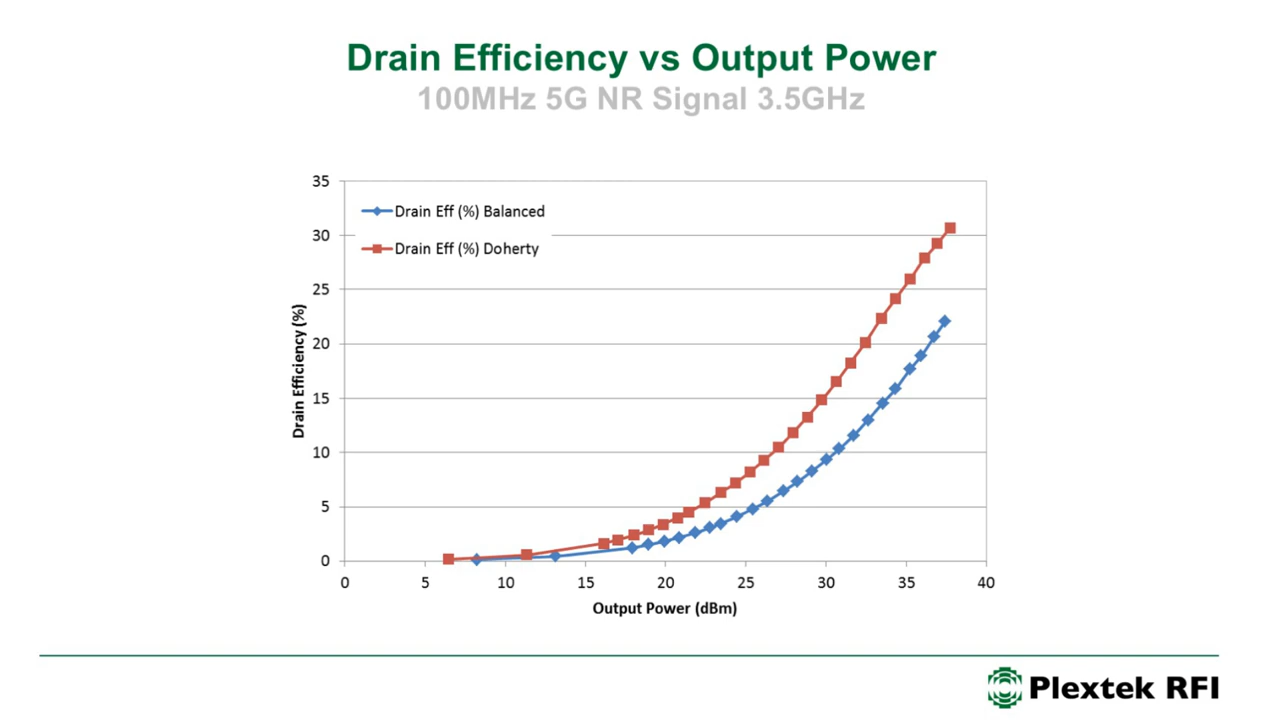 Drain Efficiency vs Output Power
100MHz 5G NR Signal 3.5GHz
35
30
25
20
15
10
5
0
Drain Eff (%) Balanced
Drain Eff (%) Doherty
Drain Efficiency (%)
0 5 10 15 20 25 30 35 40
Output Power (dBm)
Plextek RFI